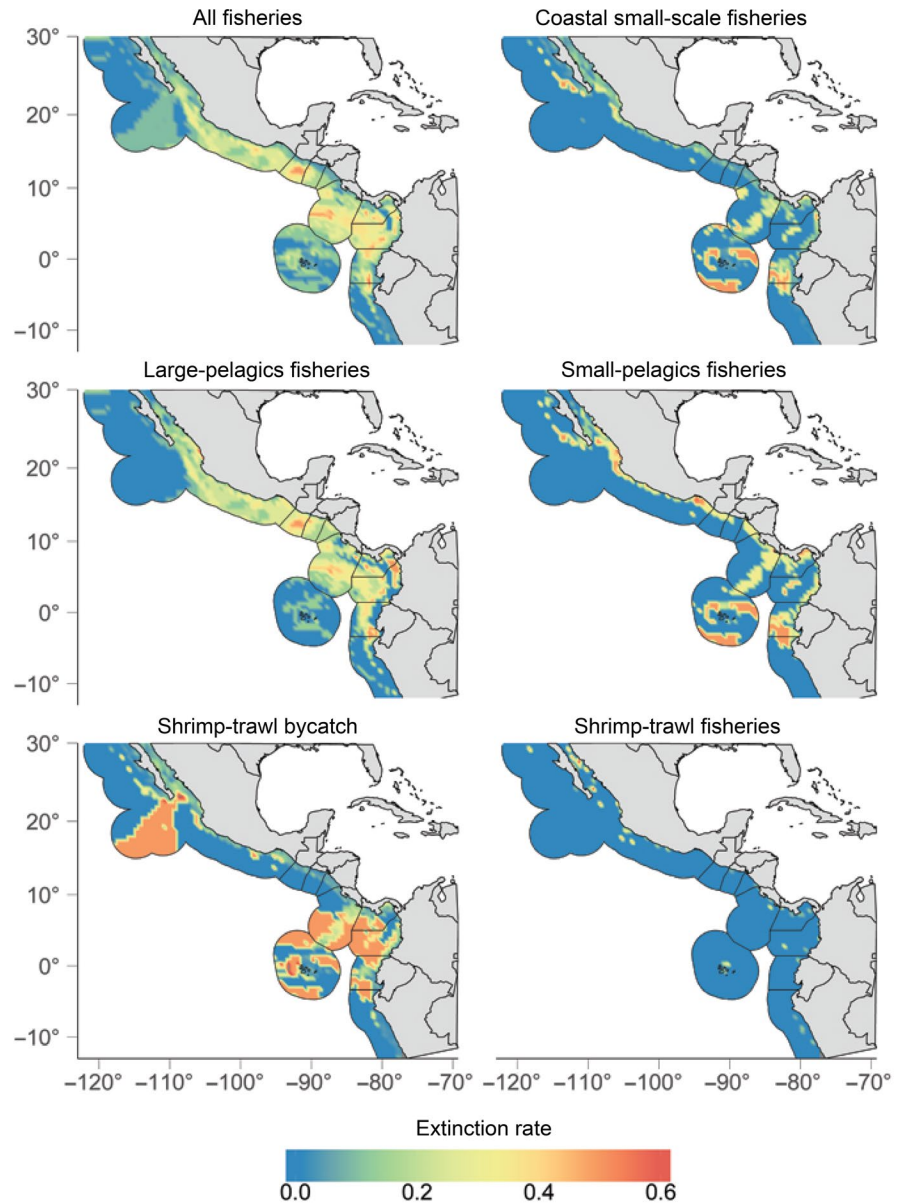 All fisheries
Coastal small-scale fisheries
30°
20°
10°
0°
−10°
Large-pelagics fisheries
Small-pelagics fisheries
30°
20°
10°
0°
−10°
Shrimp-trawl bycatch
Shrimp-trawl fisheries
30°
20°
10°
0°
−10°
−120° −110° −100° −90° −80° −70° −120° −110° −100° −90° −80° −70°
Extinction rate
0.0 0.2 0.4 0.6